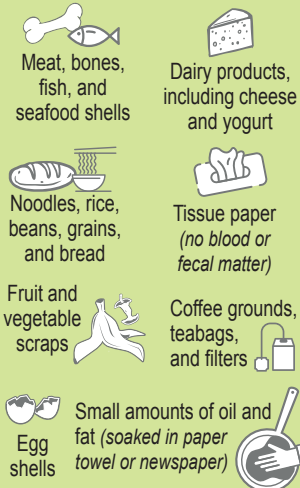 Meat, bones,
fish, and
seafood shells
Dairy products,
including cheese
and yogurt
Noodles, rice,
beans, grains,
and bread
Tissue paper
(no blood or
fecal matter)
Fruit and
vegetable
scraps
Coffee grounds,
teabags,
and filters
Egg
shells
Small amounts of oil and
fat (soaked in paper
towel or newspaper)